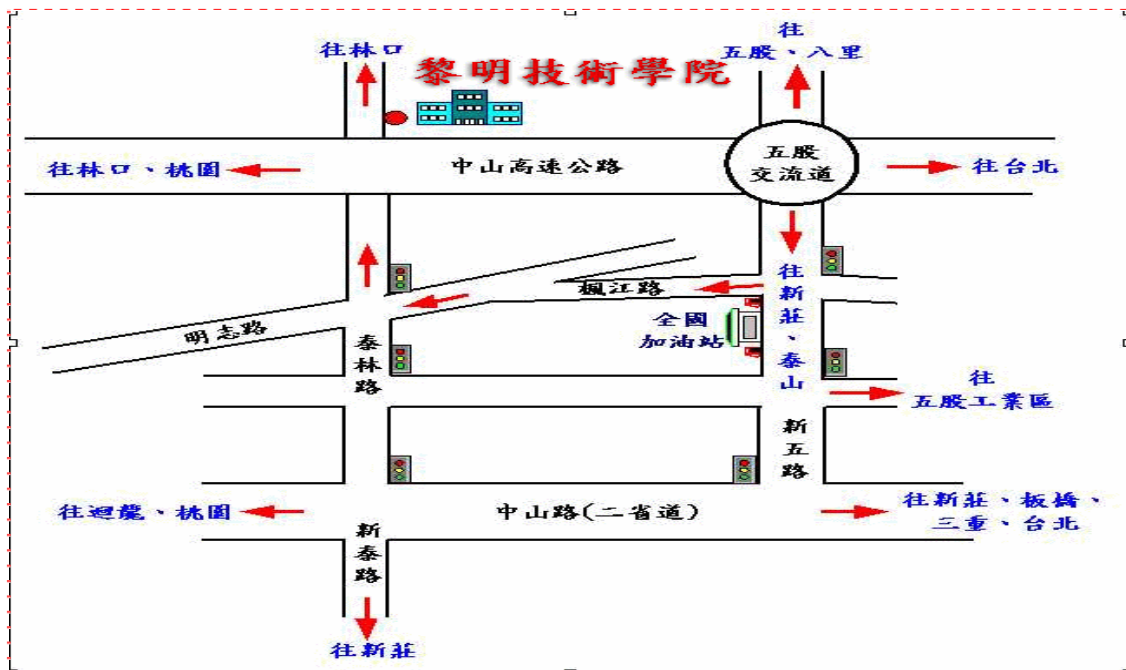 往
五股、八里
往林口
黎明技術學院
往林口、桃園
中山高速公路
五股
交流道
往台北
往新莊、泰山
楓江路
明志路
全國
加油站
泰林路
往
五股工業區
新五路
往迴龍、桃園
中山路(二省道)
往新莊、板橋、
三重、台北
新泰路
往新莊